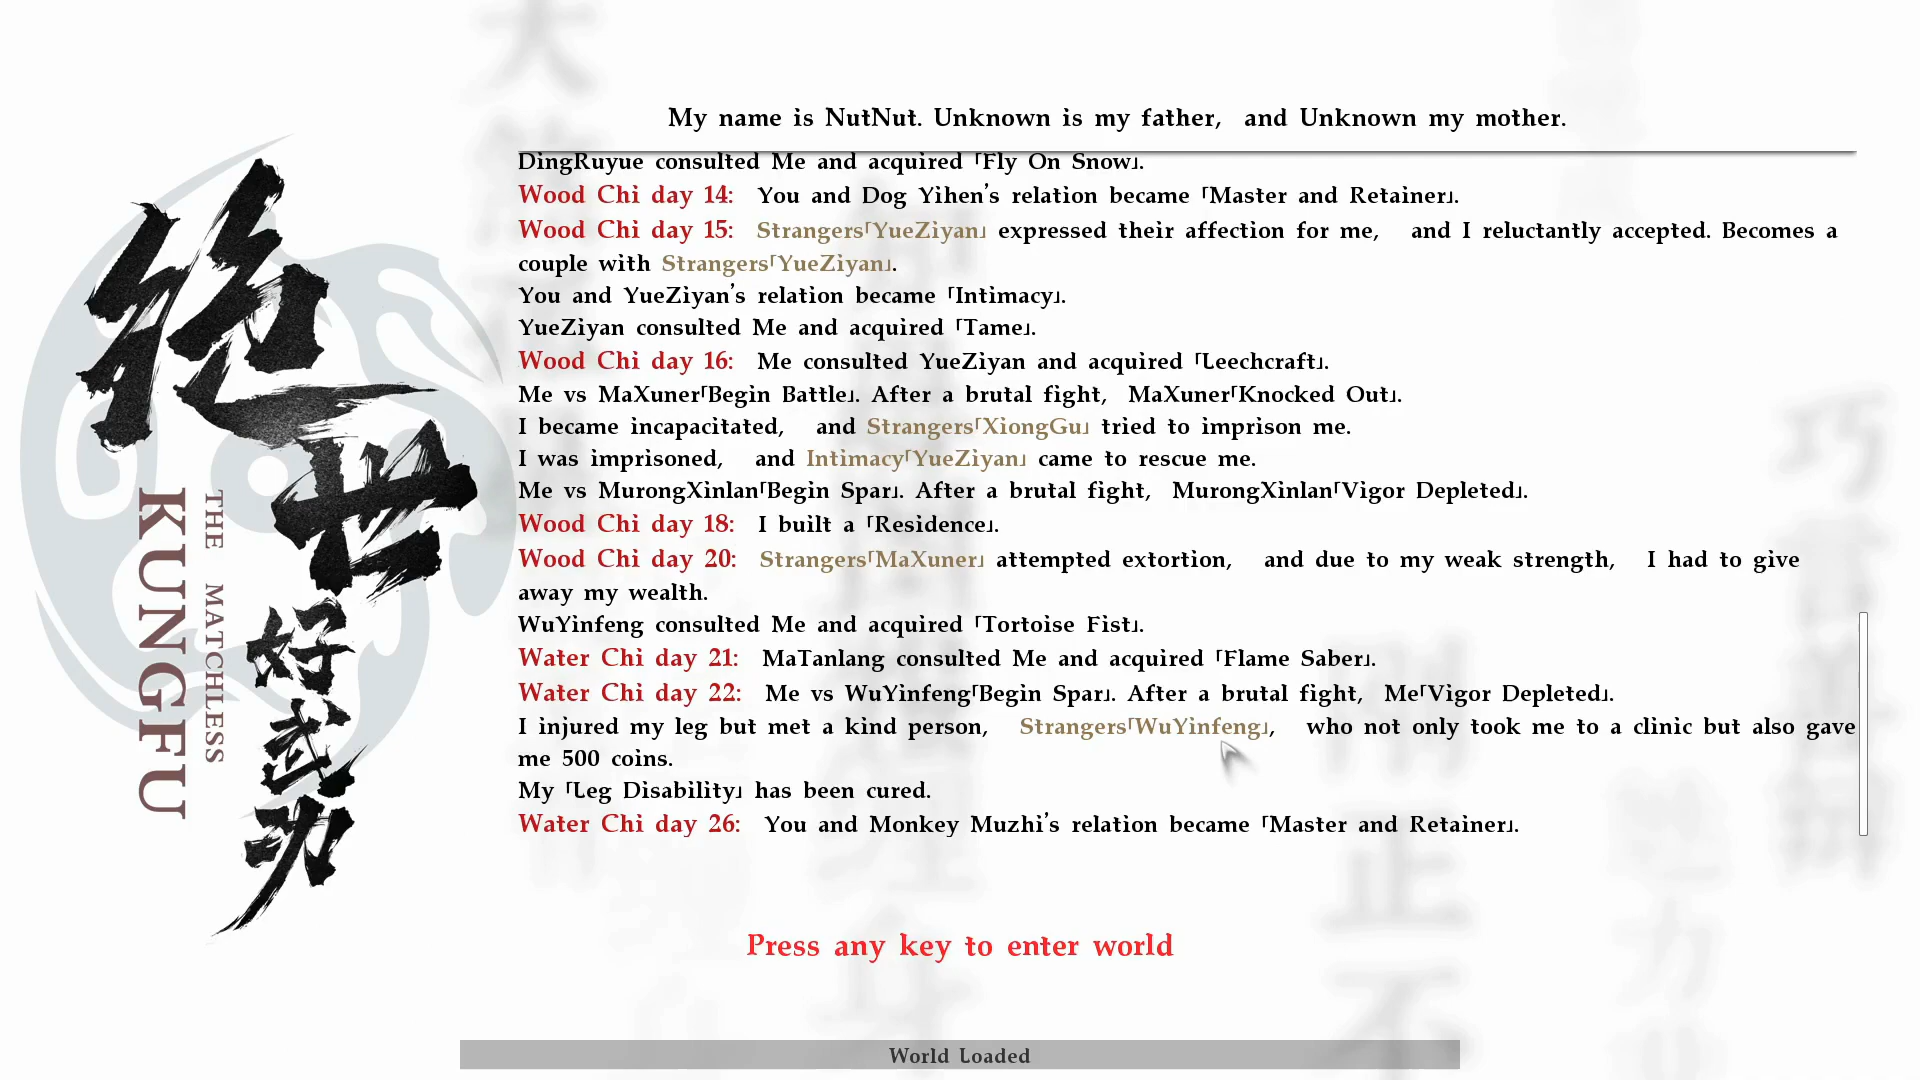 My name is NutNut. Unknown is my father, and Unknown my mother.
DingRuyue consulted Me and acquired ｢Fly On Snow｣.
Wood Chi day 14: You and Dog Yihen's relation became ｢Master and Retainer｣.
Wood Chi day 15: Strangers｢YueZiyan｣ expressed their affection for me, and I reluctantly accepted. Becomes a
couple with Strangers｢YueZiyan｣.
You and YueZiyan's relation became ｢Intimacy｣.
YueZiyan consulted Me and acquired ｢Tame｣.
Wood Chi day 16: Me consulted YueZiyan and acquired ｢Leechcraft｣.
Me vs MaXuner｢Begin Battle｣. After a brutal fight, MaXuner｢Knocked Out｣.
I became incapacitated, and Strangers｢XiongGu｣ tried to imprison me.
I was imprisoned, and Intimacy｢YueZiyan｣ came to rescue me.
Me vs MurongXinlan｢Begin Spar｣. After a brutal fight, MurongXinlan｢Vigor Depleted｣.
Wood Chi day 18: I built a ｢Residence｣.
Wood Chi day 20: Strangers｢MaXuner｣ attempted extortion, and due to my weak strength, I had to give
away my wealth.
WuYinfeng consulted Me and acquired ｢Tortoise Fist｣.
Water Chi day 21: MaTanlang consulted Me and acquired ｢Flame Saber｣.
Water Chi day 22: Me vs WuYinfeng｢Begin Spar｣. After a brutal fight, Me｢Vigor Depleted｣.
I injured my leg but met a kind person, Strangers｢WuYinfeng｣, who not only took me to a clinic but also gave
me 500 coins.
My ｢Leg Disability｣ has been cured.
Water Chi day 26: You and Monkey Muzhi's relation became ｢Master and Retainer｣.
绝世好武功
THE MATCHLESS
KUNGFU
Press any key to enter world
World Loaded